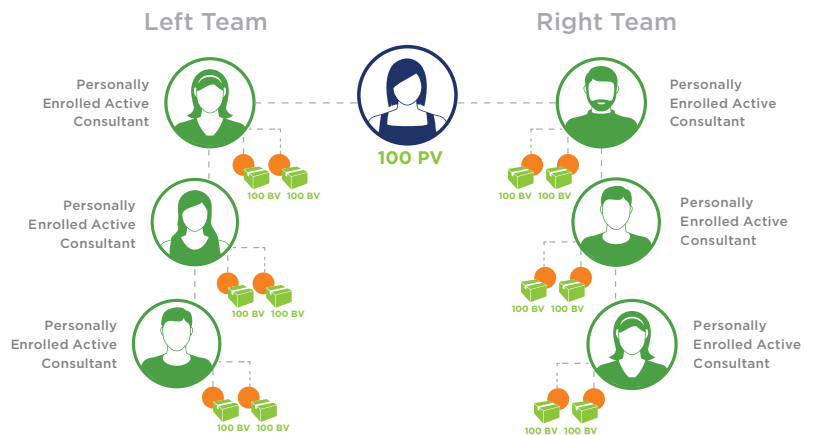 Left Team
Right Team
Personally
Enrolled Active
Consultant
Personally
Enrolled Active
Consultant
100 PV
100 BV 100 BV
100 BV 100 BV
Personally
Enrolled Active
Consultant
Personally
Enrolled Active
Consultant
100 BV 100 BV
100 BV 100 BV
Personally
Enrolled Active
Consultant
Personally
Enrolled Active
Consultant
100 BV 100 BV
100 BV 100 BV